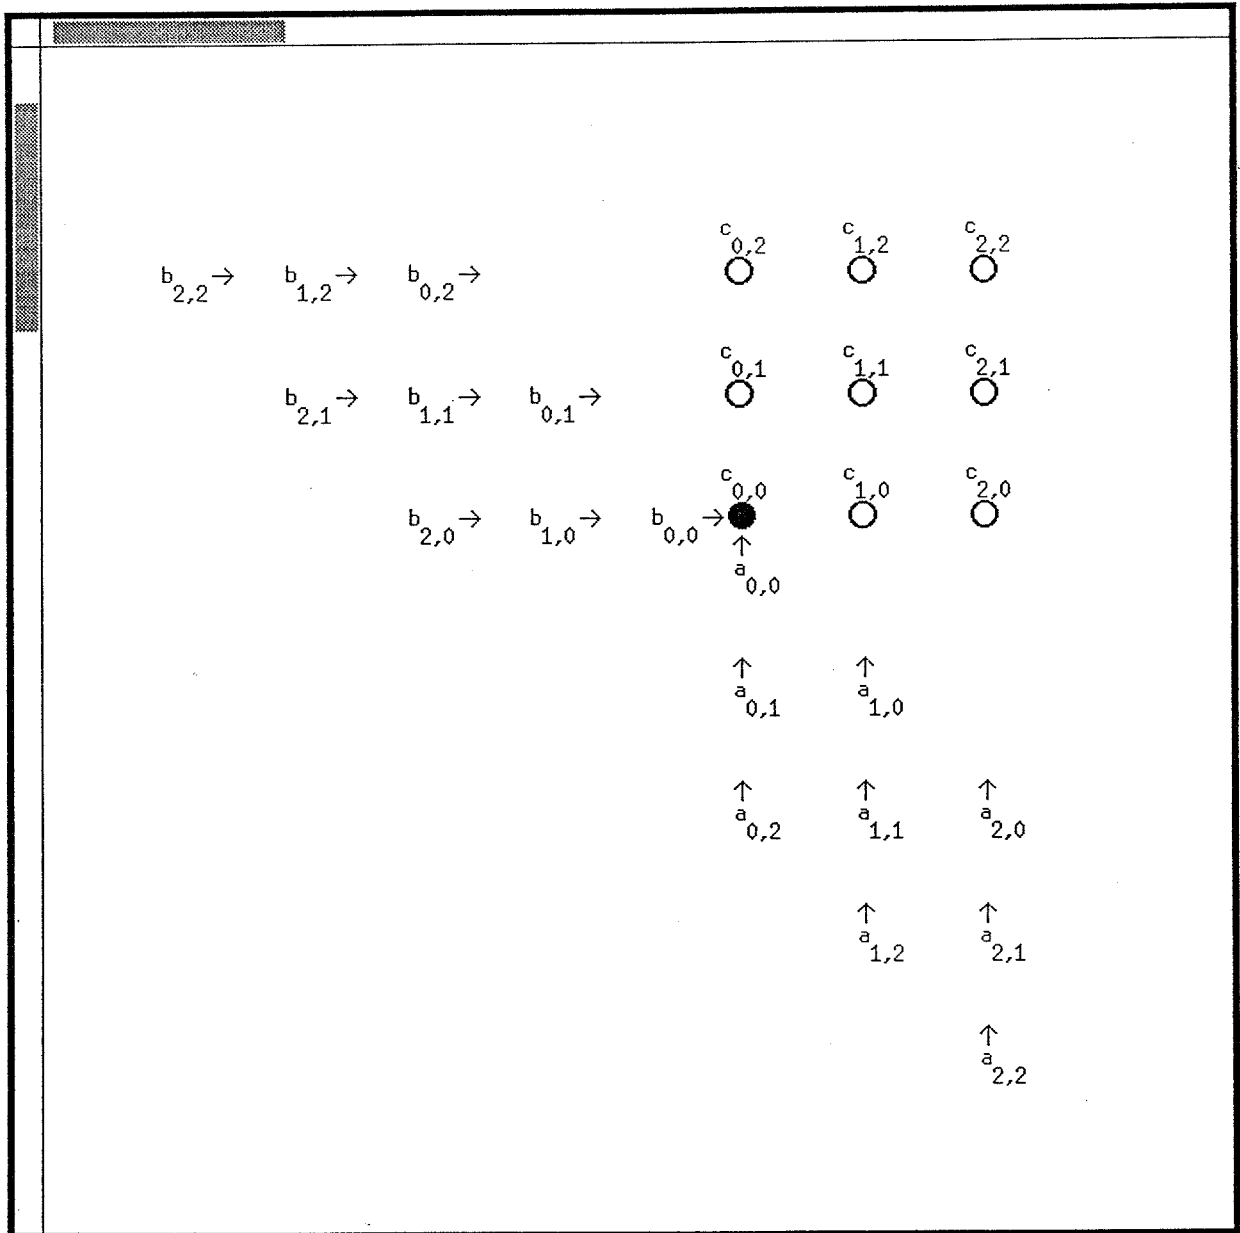 c0,2 c1,2 c2,2
b2,2→ b1,2→ b0,2→
c0,1 c1,1 c2,1
b2,1→ b1,1→ b0,1→
c0,0 c1,0 c2,0
b2,0→ b1,0→ b0,0→
↑ a0,0
↑ a0,1 ↑ a1,0
↑ a0,2 ↑ a1,1 ↑ a2,0
↑ a1,2 ↑ a2,1
↑ a2,2